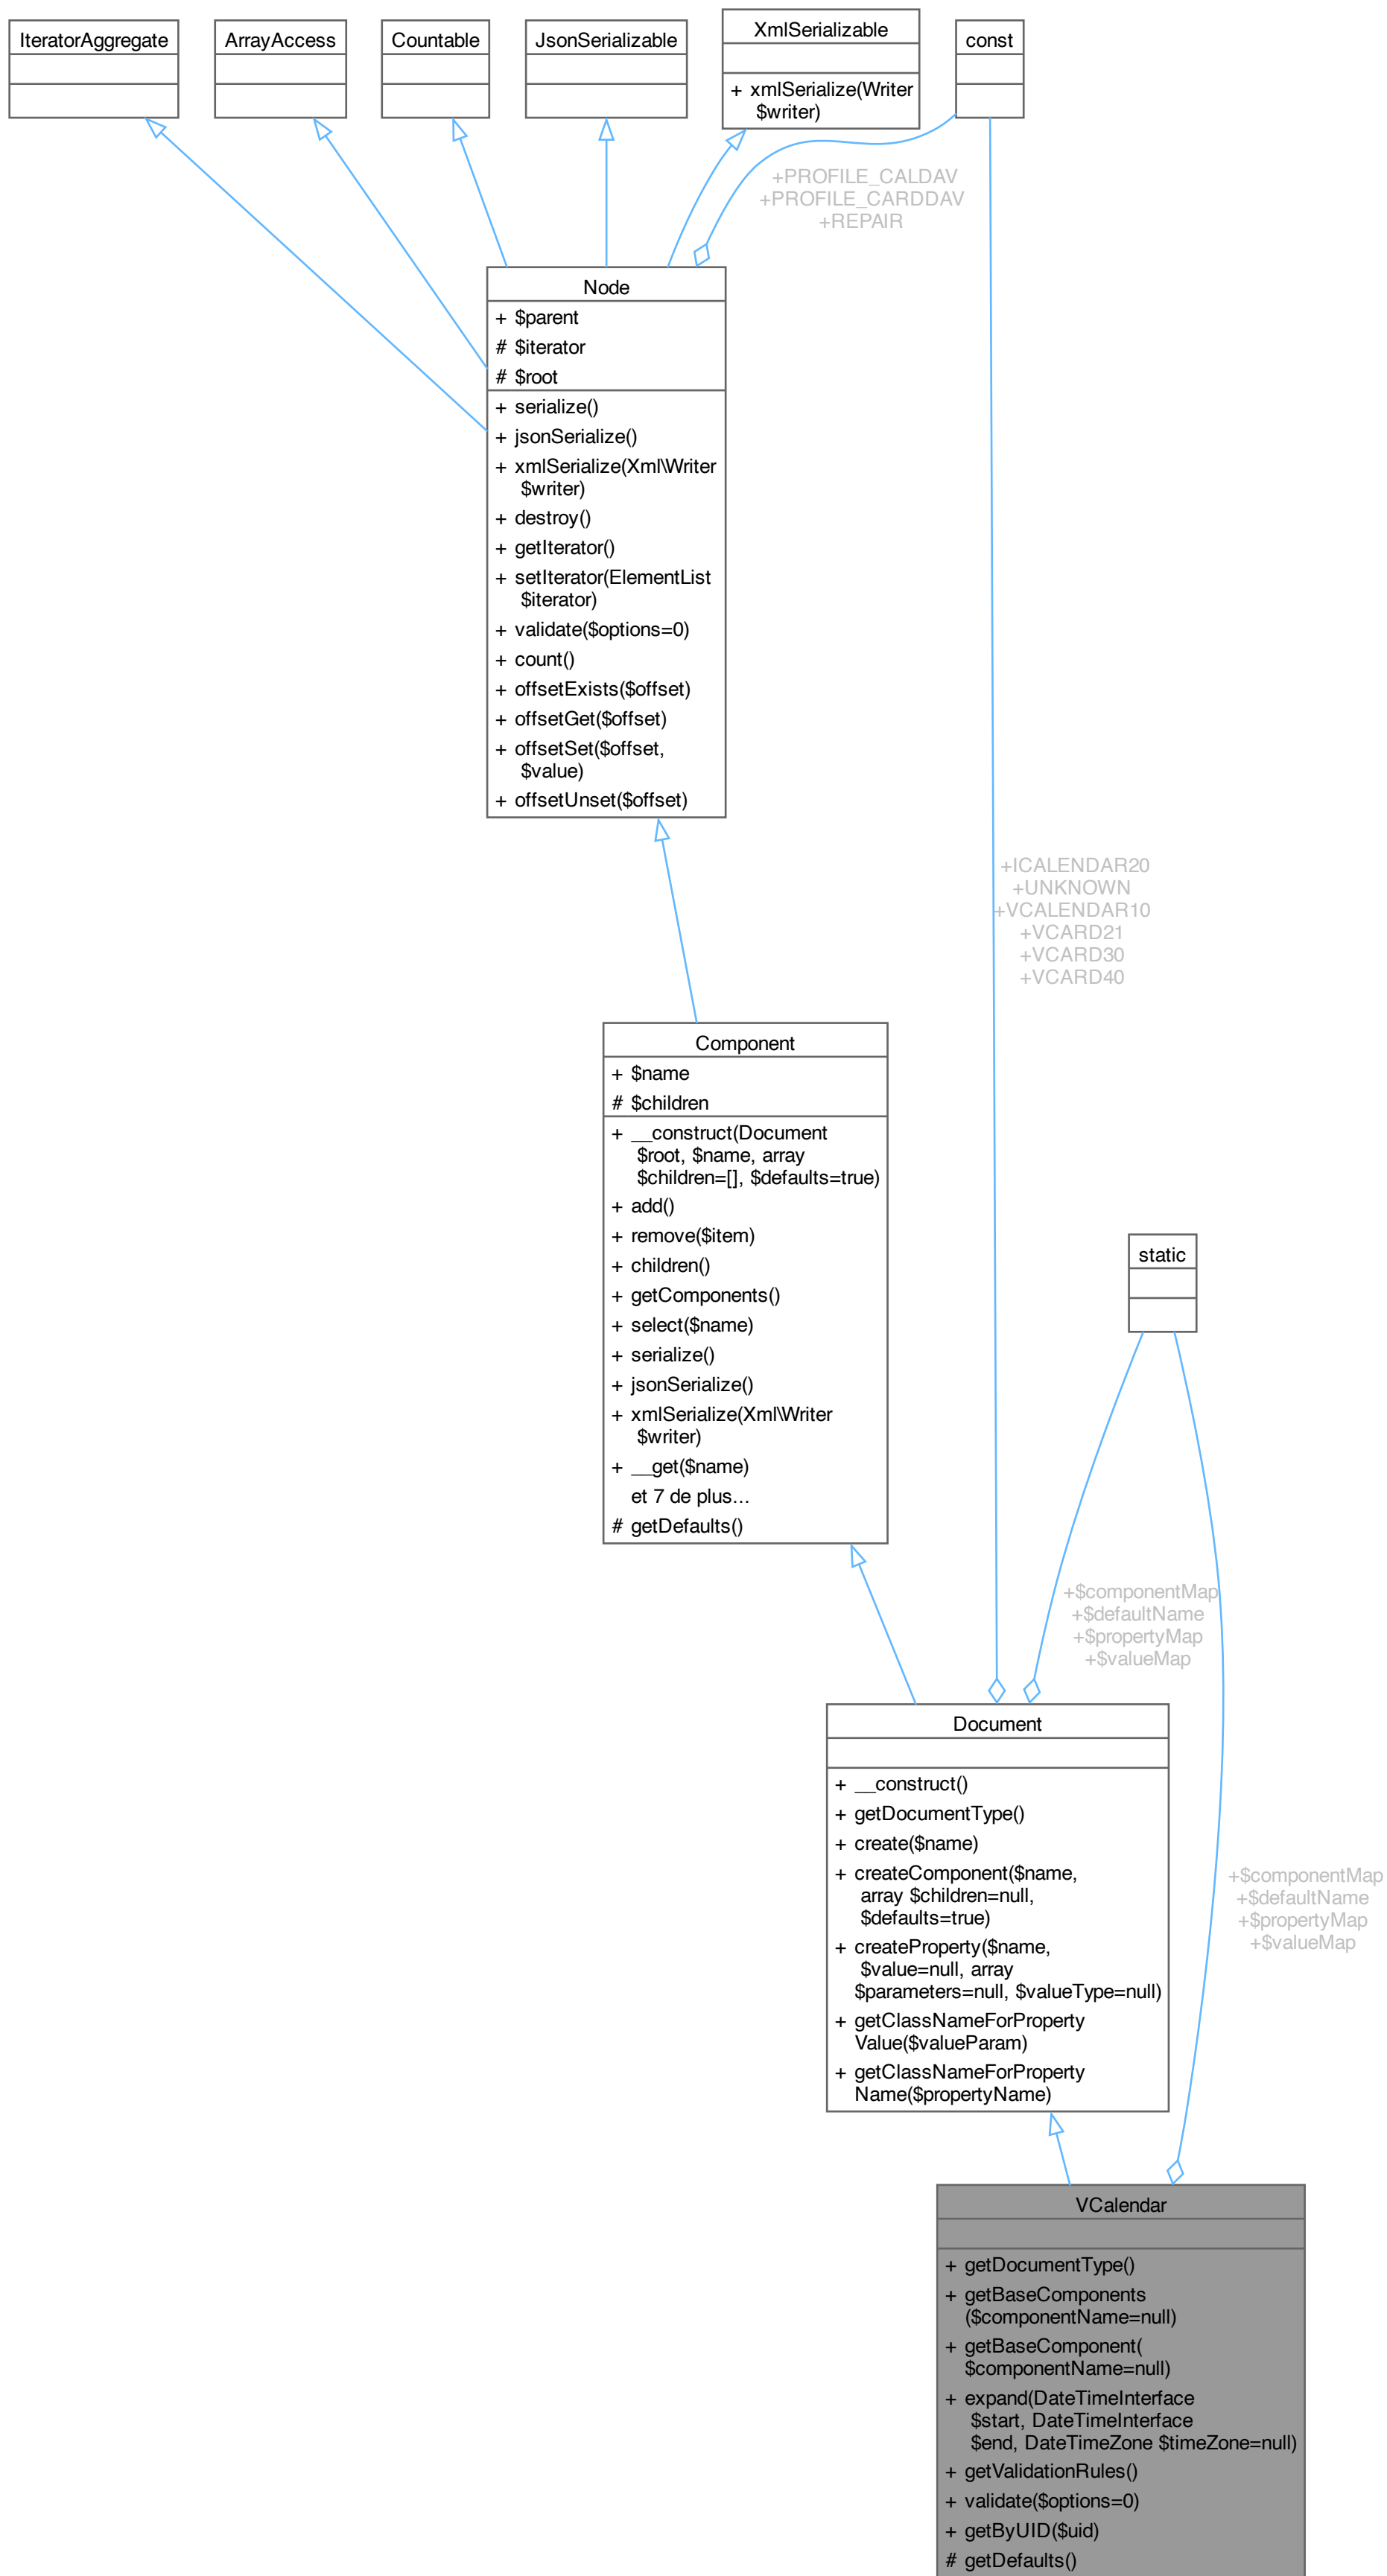 IteratorAggregate
ArrayAccess
Countable
JsonSerializable
XmlSerializable
+ xmlSerialize(Writer
$writer)
const
+PROFILE_CALDAV
+PROFILE_CARDDAV
+REPAIR
Node
+ $parent
# $iterator
# $root
+ serialize()
+ jsonSerialize()
+ xmlSerialize(Xml\Writer
$writer)
+ destroy()
+ getIterator()
+ setIterator(ElementList
$iterator)
+ validate($options=0)
+ count()
+ offsetExists($offset)
+ offsetGet($offset)
+ offsetSet($offset,
$value)
+ offsetUnset($offset)
+ICALENDAR20
+UNKNOWN
+VCALENDAR10
+VCARD21
+VCARD30
+VCARD40
Component
+ $name
# $children
+ __construct(Document
$root, $name, array
$children=[], $defaults=true)
+ add()
+ remove($item)
+ children()
+ getComponents()
+ select($name)
+ serialize()
+ jsonSerialize()
+ xmlSerialize(Xml\Writer
$writer)
+ __get($name)
et 7 de plus...
# getDefaults()
static
+$componentMap
+$defaultName
+$propertyMap
+$valueMap
Document
+ __construct()
+ getDocumentType()
+ create($name)
+ createComponent($name,
array $children=null,
$defaults=true)
+ createProperty($name,
$value=null, array
$parameters=null, $valueType=null)
+ getClassNameForProperty
Value($valueParam)
+ getClassNameForProperty
Name($propertyName)
+$componentMap
+$defaultName
+$propertyMap
+$valueMap
VCalendar
+ getDocumentType()
+ getBaseComponents
($componentName=null)
+ getBaseComponent(
$componentName=null)
+ expand(DateTimeInterface
$start, DateTimeInterface
$end, DateTimeZone $timeZone=null)
+ getValidationRules()
+ validate($options=0)
+ getByUID($uid)
# getDefaults()